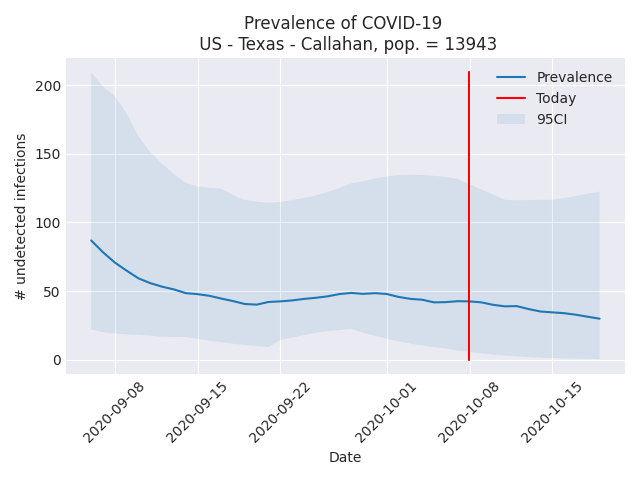 Prevalence of COVID-19
US - Texas - Callahan, pop. = 13943
Prevalence
Today
95CI
# undetected infections
200
150
100
50
0
2020-09-08
2020-09-15
2020-09-22
2020-10-01
2020-10-08
2020-10-15
Date